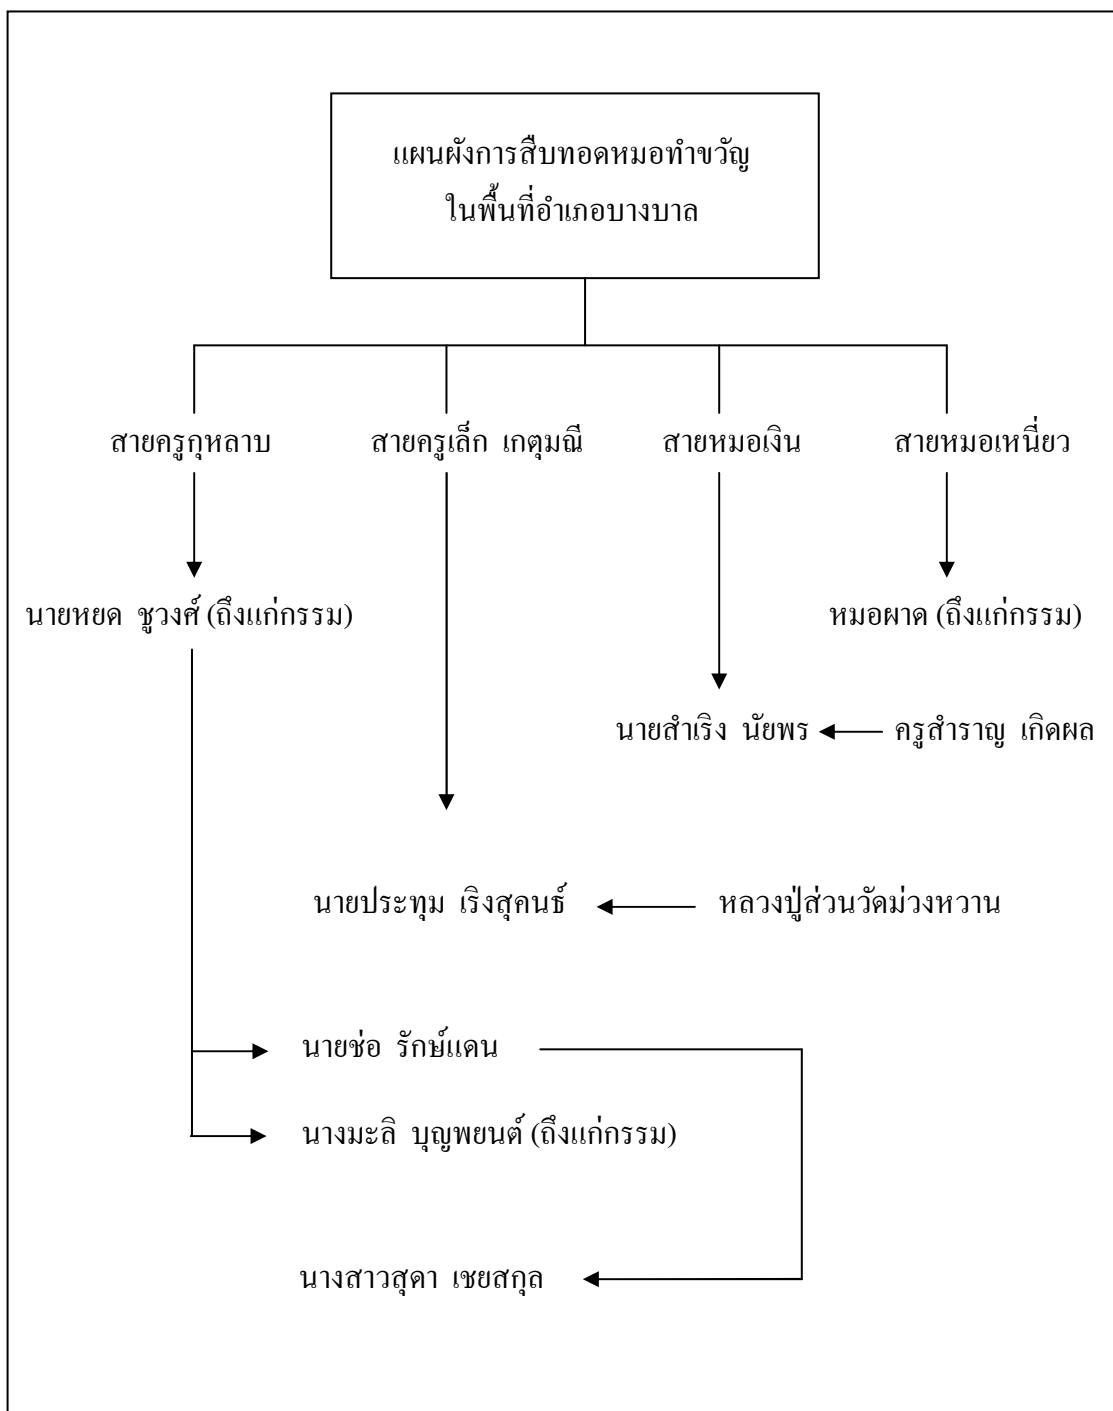 แผนผังการสืบทอดหมอทำขวัญ
ในพื้นที่อำเภอบางบาล
สายครูกุหลาบ
สายครูเล็ก เกตุมณี
สายหมอเงิน
สายหมอเหนี่ยว
นายหยด ชูวงศ์ (ถึงแก่กรรม)
หมอผาด (ถึงแก่กรรม)
นายสำเริง นัยพร
ครูสำราญ เกิดผล
นายประทุม เริงสุคนธ์
หลวงปู่ส่วนวัดม่วงหวาน
นายช่อ รักษ์แดน
นางมะลิ บุญพยนต์ (ถึงแก่กรรม)
นางสาวสุดา เชยสกุล